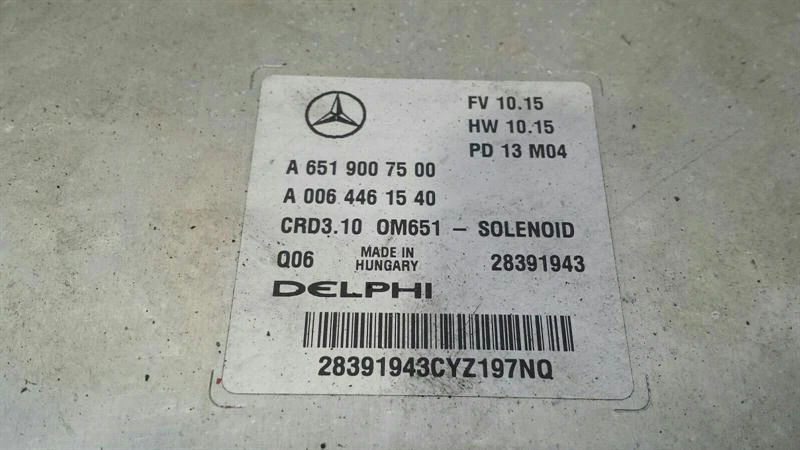 FV 10.15
HW 10.15
PD 13 M04
A 651 900 75 00
A 006 446 15 40
CRD3.10 OM651 - SOLENOID
Q06 MADE IN HUNGARY 28391943
DELPHI
28391943CYZ197NQ